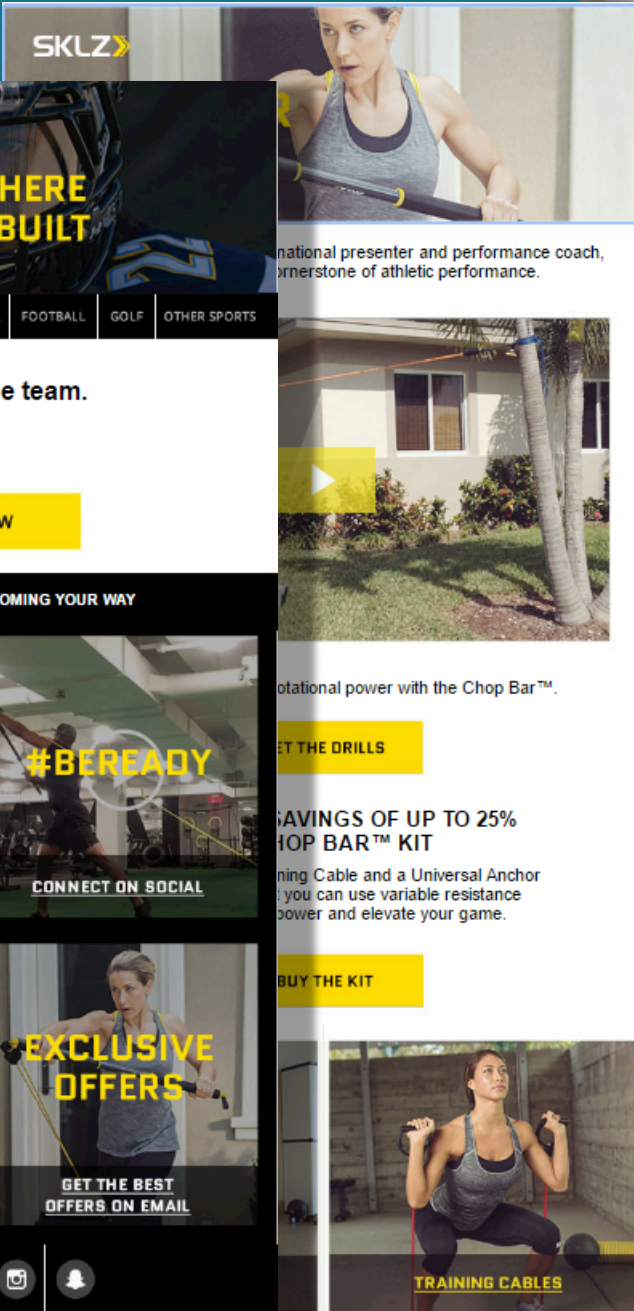 SKLZ
R
HERE
BUILT
national presenter and performance coach,
ornerstone of athletic performance.
FOOTBALL GOLF OTHER SPORTS
e team.
W
OMING YOUR WAY
otational power with the Chop Bar™.
#BEREADY
ET THE DRILLS
SAVINGS OF UP TO 25%
HOP BAR™ KIT
CONNECT ON SOCIAL
ning Cable and a Universal Anchor
t you can use variable resistance
power and elevate your game.
BUY THE KIT
EXCLUSIVE
OFFERS
GET THE BEST
OFFERS ON EMAIL
TRAINING CABLES